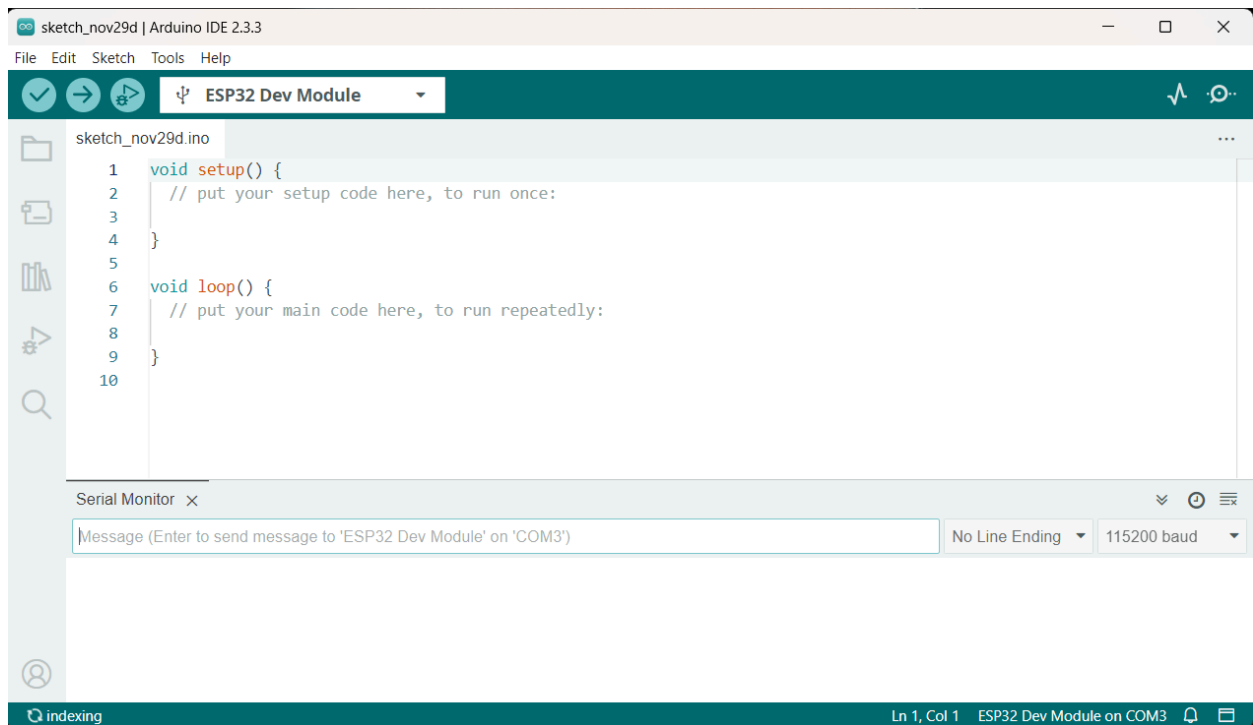 sketch_nov29d | Arduino IDE 2.3.3
File Edit Sketch Tools Help
ESP32 Dev Module
sketch_nov29d.ino
1 void setup() {
2 // put your setup code here, to run once:
3
4 }
5
6 void loop() {
7 // put your main code here, to run repeatedly:
8
9 }
10
Serial Monitor
Message (Enter to send message to 'ESP32 Dev Module' on 'COM3')
No Line Ending 115200 baud
indexing Ln 1, Col 1 ESP32 Dev Module on COM3